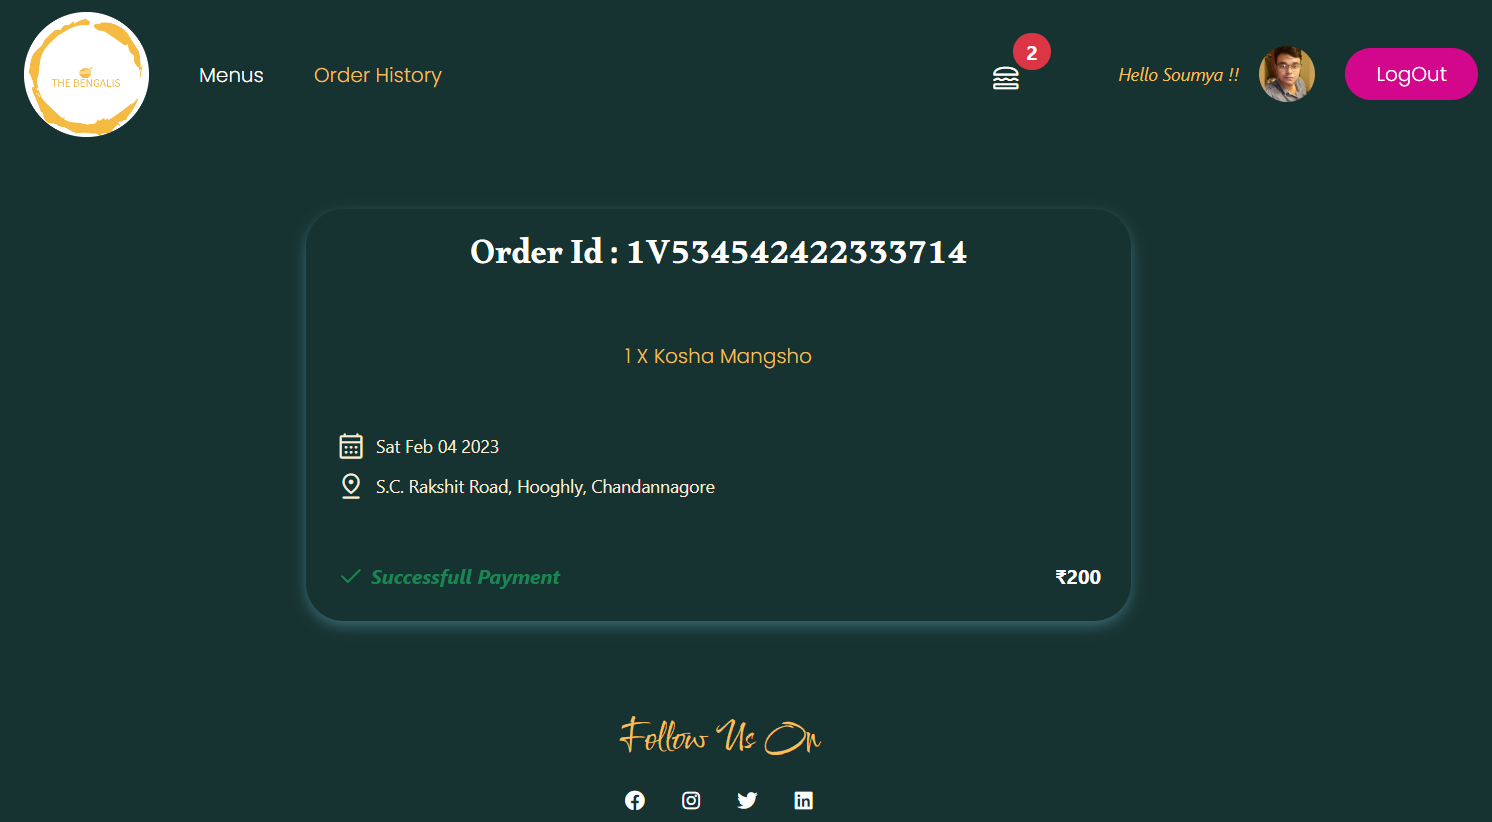 THE BENGALIS
Menus
Order History
2
Hello Soumya !!
LogOut
Order Id : 1V534542422333714
1 X Kosha Mangsho
Sat Feb 04 2023
S.C. Rakshit Road, Hooghly, Chandannagore
Successfull Payment
₹200
Follow Us On